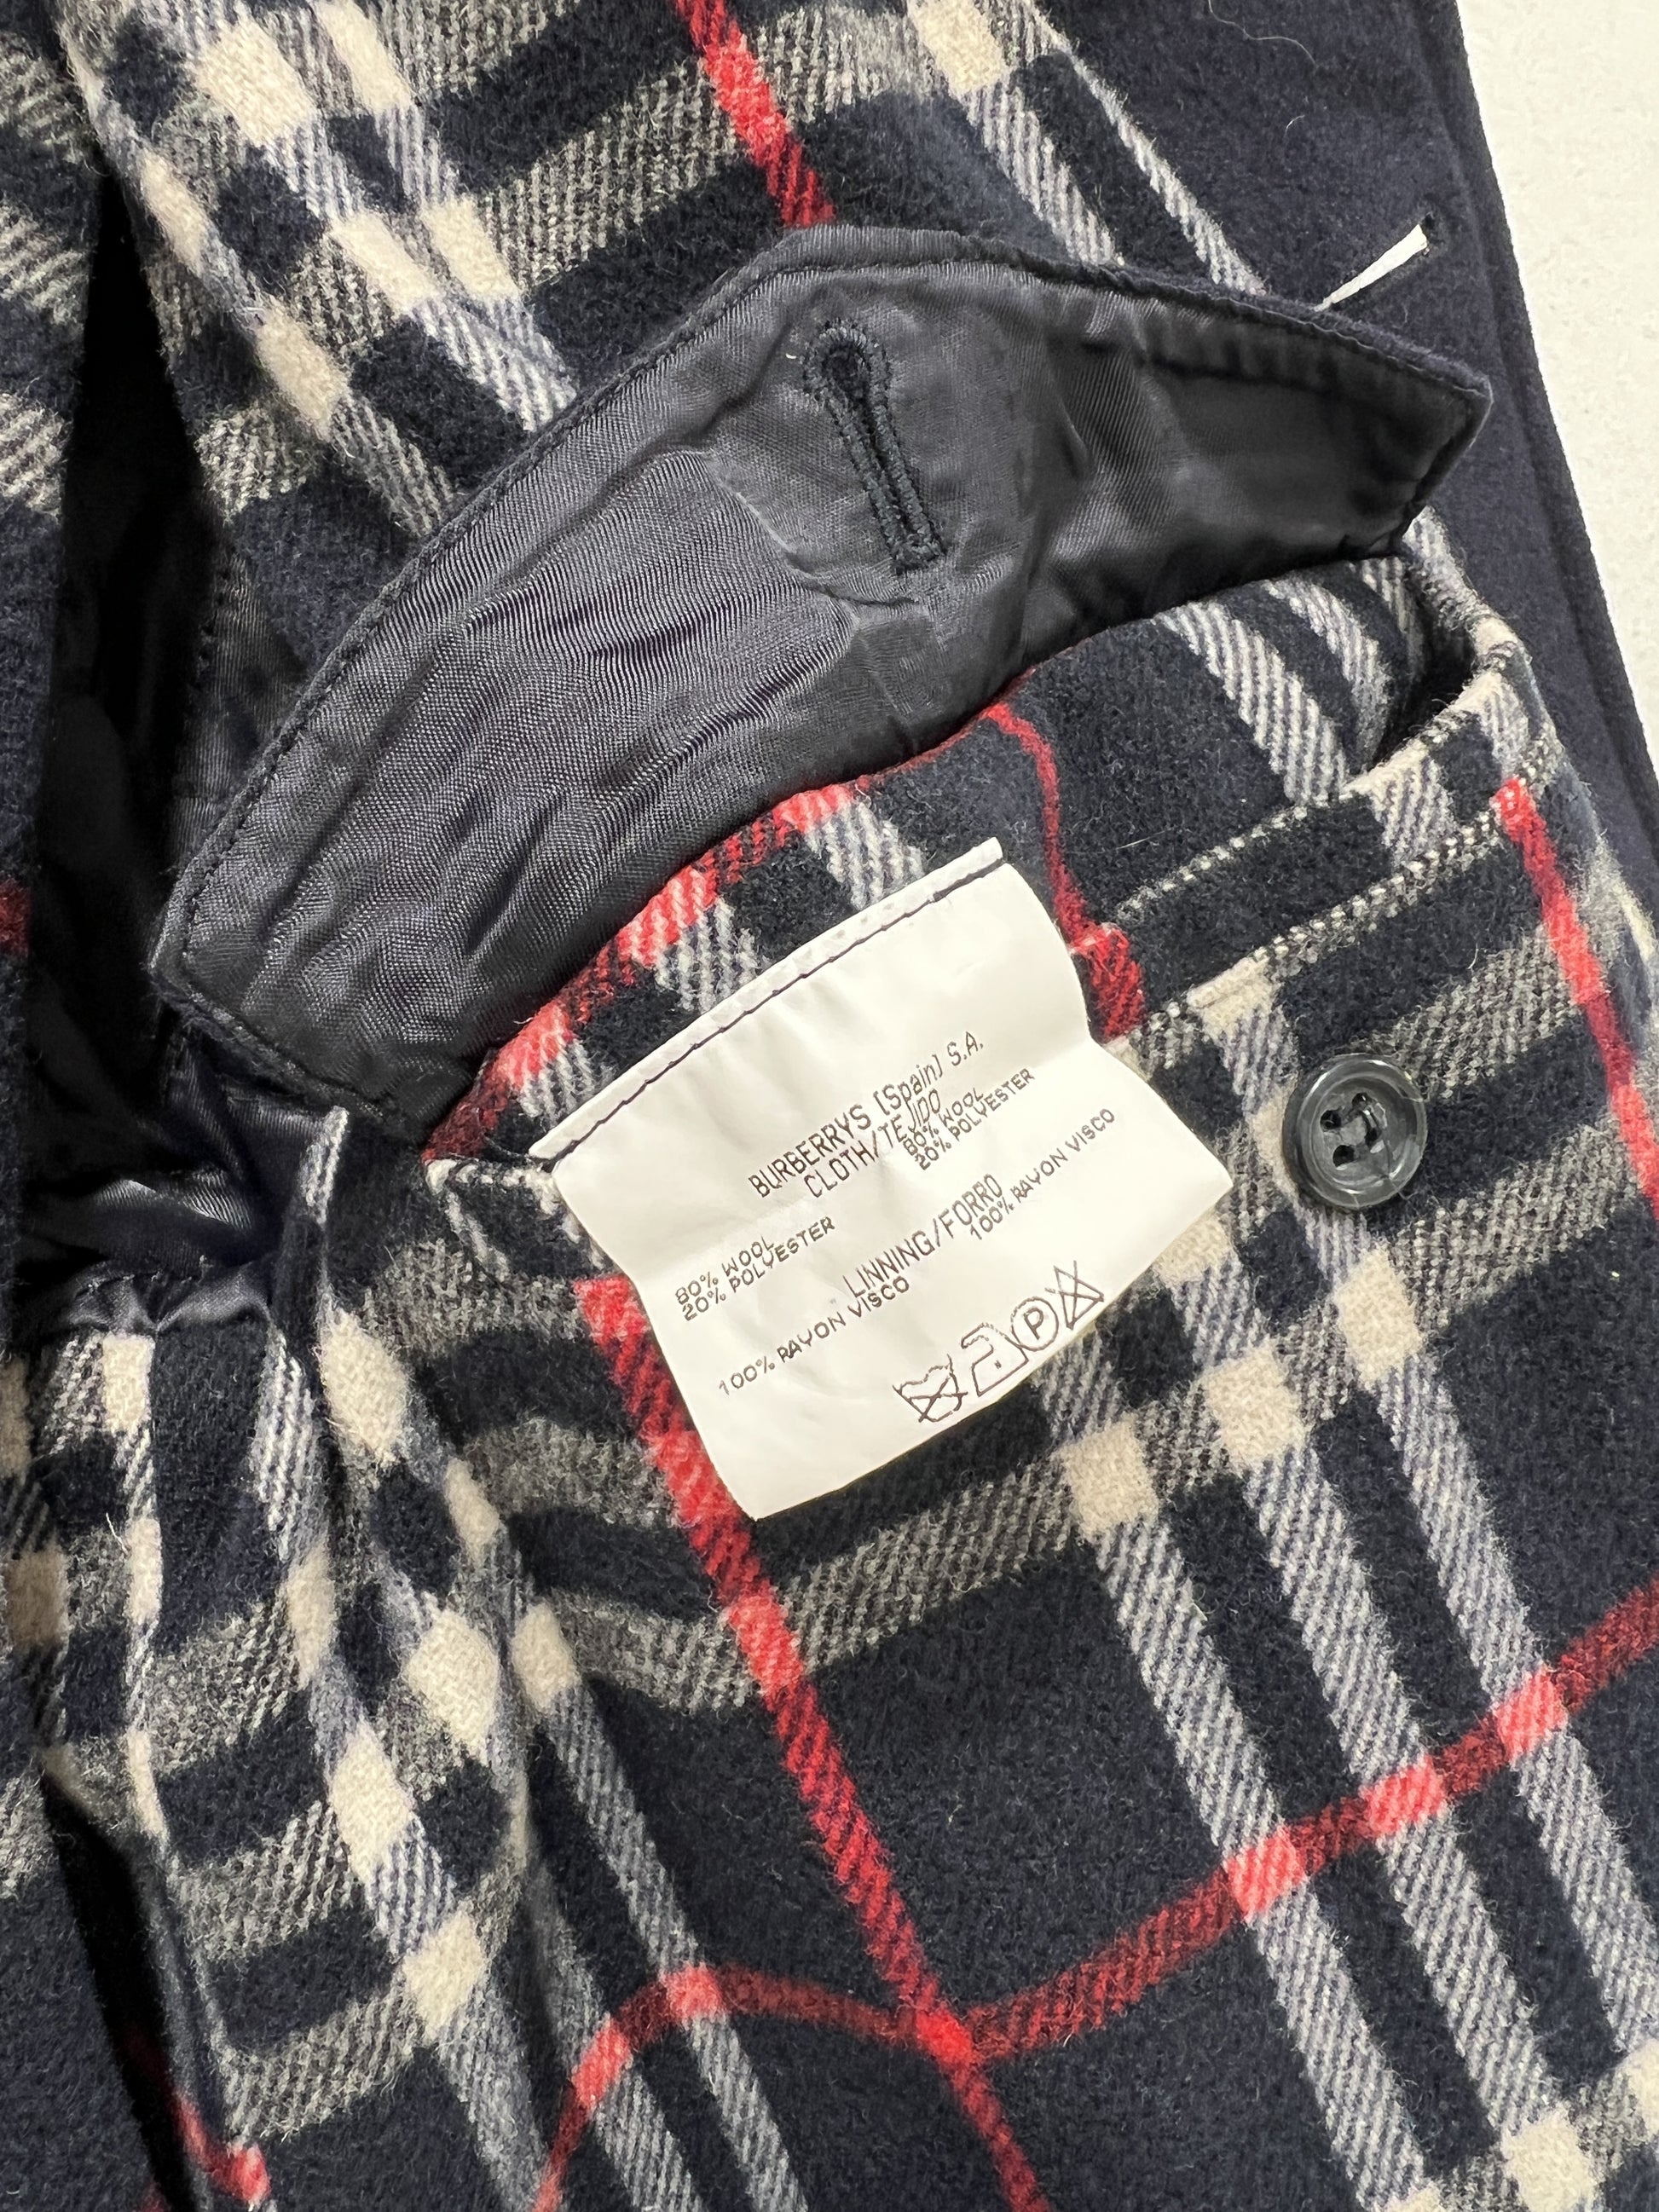 BURBERRYS [Spain] S.A.
CLOTH/TEJIDO
80% WOOL
20% POLYESTER
80% WOOL
20% POLYESTER
LINNING/FORRO
100% RAYON VISCO
100% RAYON VISCO
P